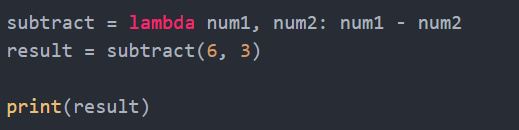 subtract = lambda num1, num2: num1 - num2
result = subtract(6, 3)
print(result)